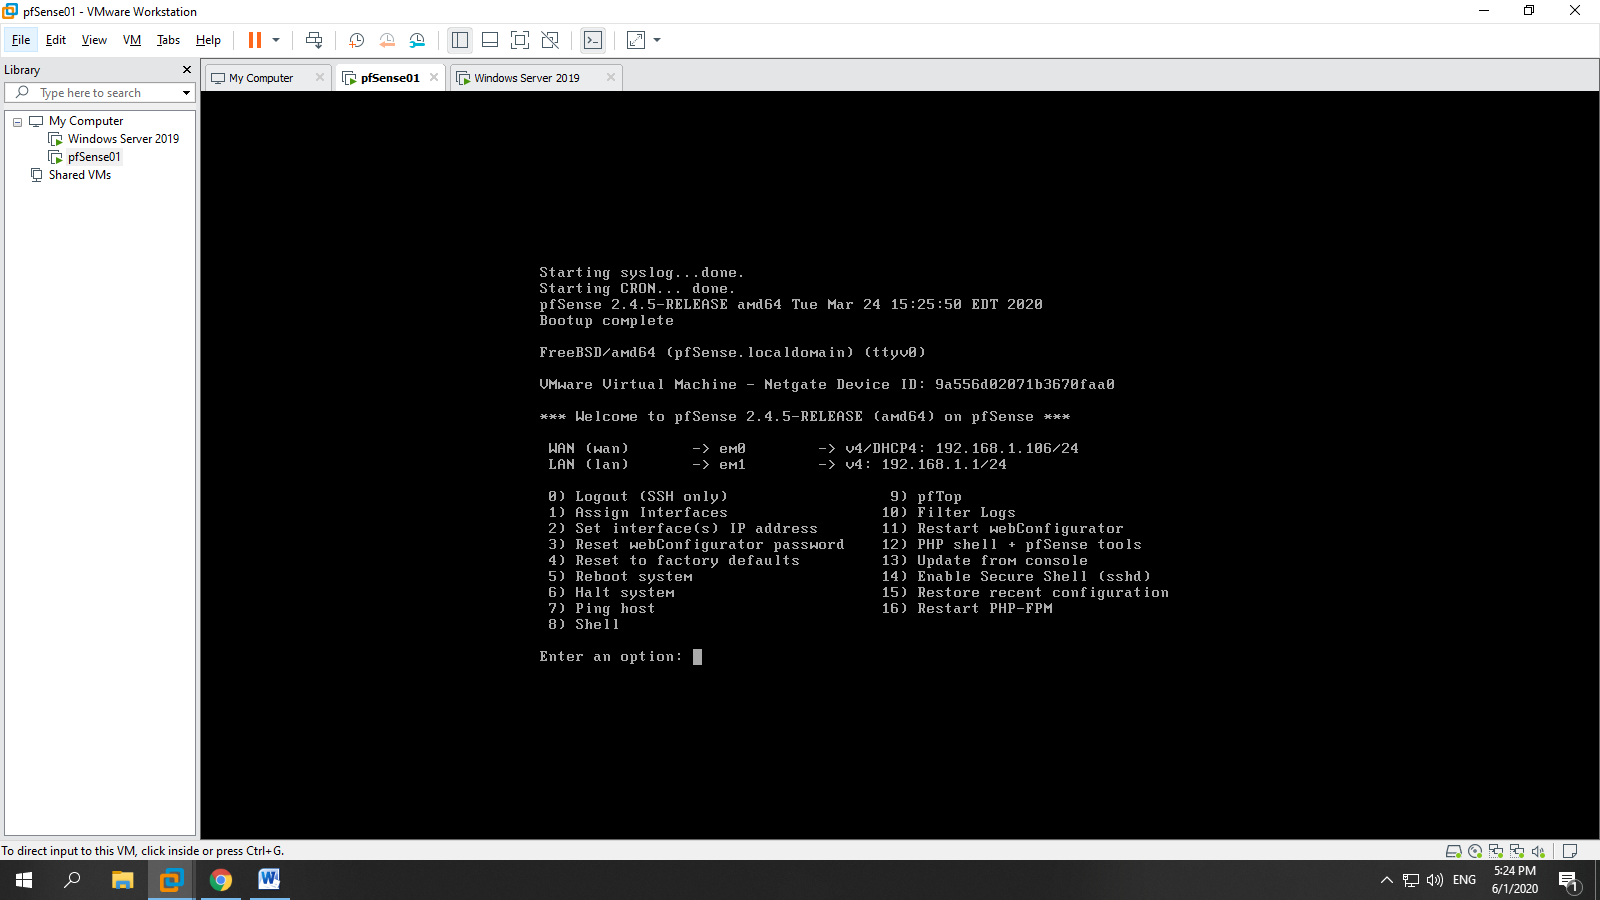 pfSense01 - VMware Workstation
File Edit View VM Tabs Help
Library
Type here to search
My Computer
Windows Server 2019
pfSense01
Shared VMs
My Computer pfSense01 Windows Server 2019
Starting syslog...done.
Starting CRON... done.
pfSense 2.4.5-RELEASE amd64 Tue Mar 24 15:25:50 EDT 2020
Bootup complete
FreeBSD/amd64 (pfSense.localdomain) (ttyv0)
VMware Virtual Machine - Netgate Device ID: 9a556d02071b3670faa0
*** Welcome to pfSense 2.4.5-RELEASE (amd64) on pfSense ***
WAN (wan) -> em0 -> v4/DHCP4: 192.168.1.106/24
LAN (lan) -> em1 -> v4: 192.168.1.1/24
0) Logout (SSH only) 9) pfTop
1) Assign Interfaces 10) Filter Logs
2) Set interface(s) IP address 11) Restart webConfigurator
3) Reset webConfigurator password 12) PHP shell + pfSense tools
4) Reset to factory defaults 13) Update from console
5) Reboot system 14) Enable Secure Shell (sshd)
6) Halt system 15) Restore recent configuration
7) Ping host 16) Restart PHP-FPM
8) Shell
Enter an option:
To direct input to this VM, click inside or press Ctrl+G.
ENG
5:24 PM
6/1/2020
1